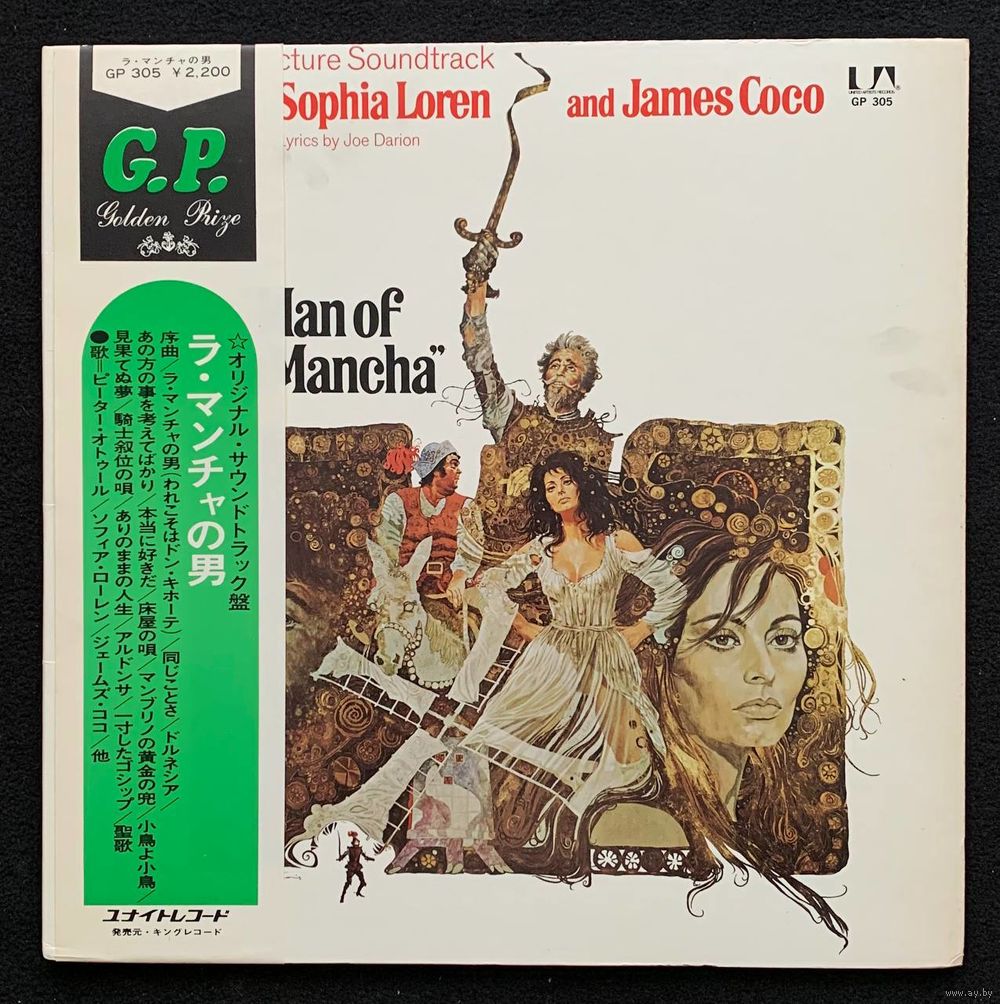 ラ・マンチャの男
GP 305 ¥2,200
G.P.
Golden Prize
☆オリジナル・サウンドトラック盤
ラ・マンチャの男
序曲／ラ・マンチャの男(われこそはドン・キホーテ)／同じことさ／ドルネシア／
あの方の事を考えてばかり／本当に好きだ／床屋の唄／マンブリノの黄金の兜／小鳥よ小鳥／
見果てぬ夢／騎士叙位の唄／ありのままの人生／アルドンサ／一寸したゴシップ／聖歌
●歌＝ピーター・オトゥール／ソフィア・ローレン／ジェームズ・ココ／他
ユナイトレコード
発売元・キングレコード
cture Soundtrack
Sophia Loren and James Coco
yrics by Joe Darion
UA
UNITED ARTISTS RECORDS
GP 305
an of
Mancha”
www.ay.by